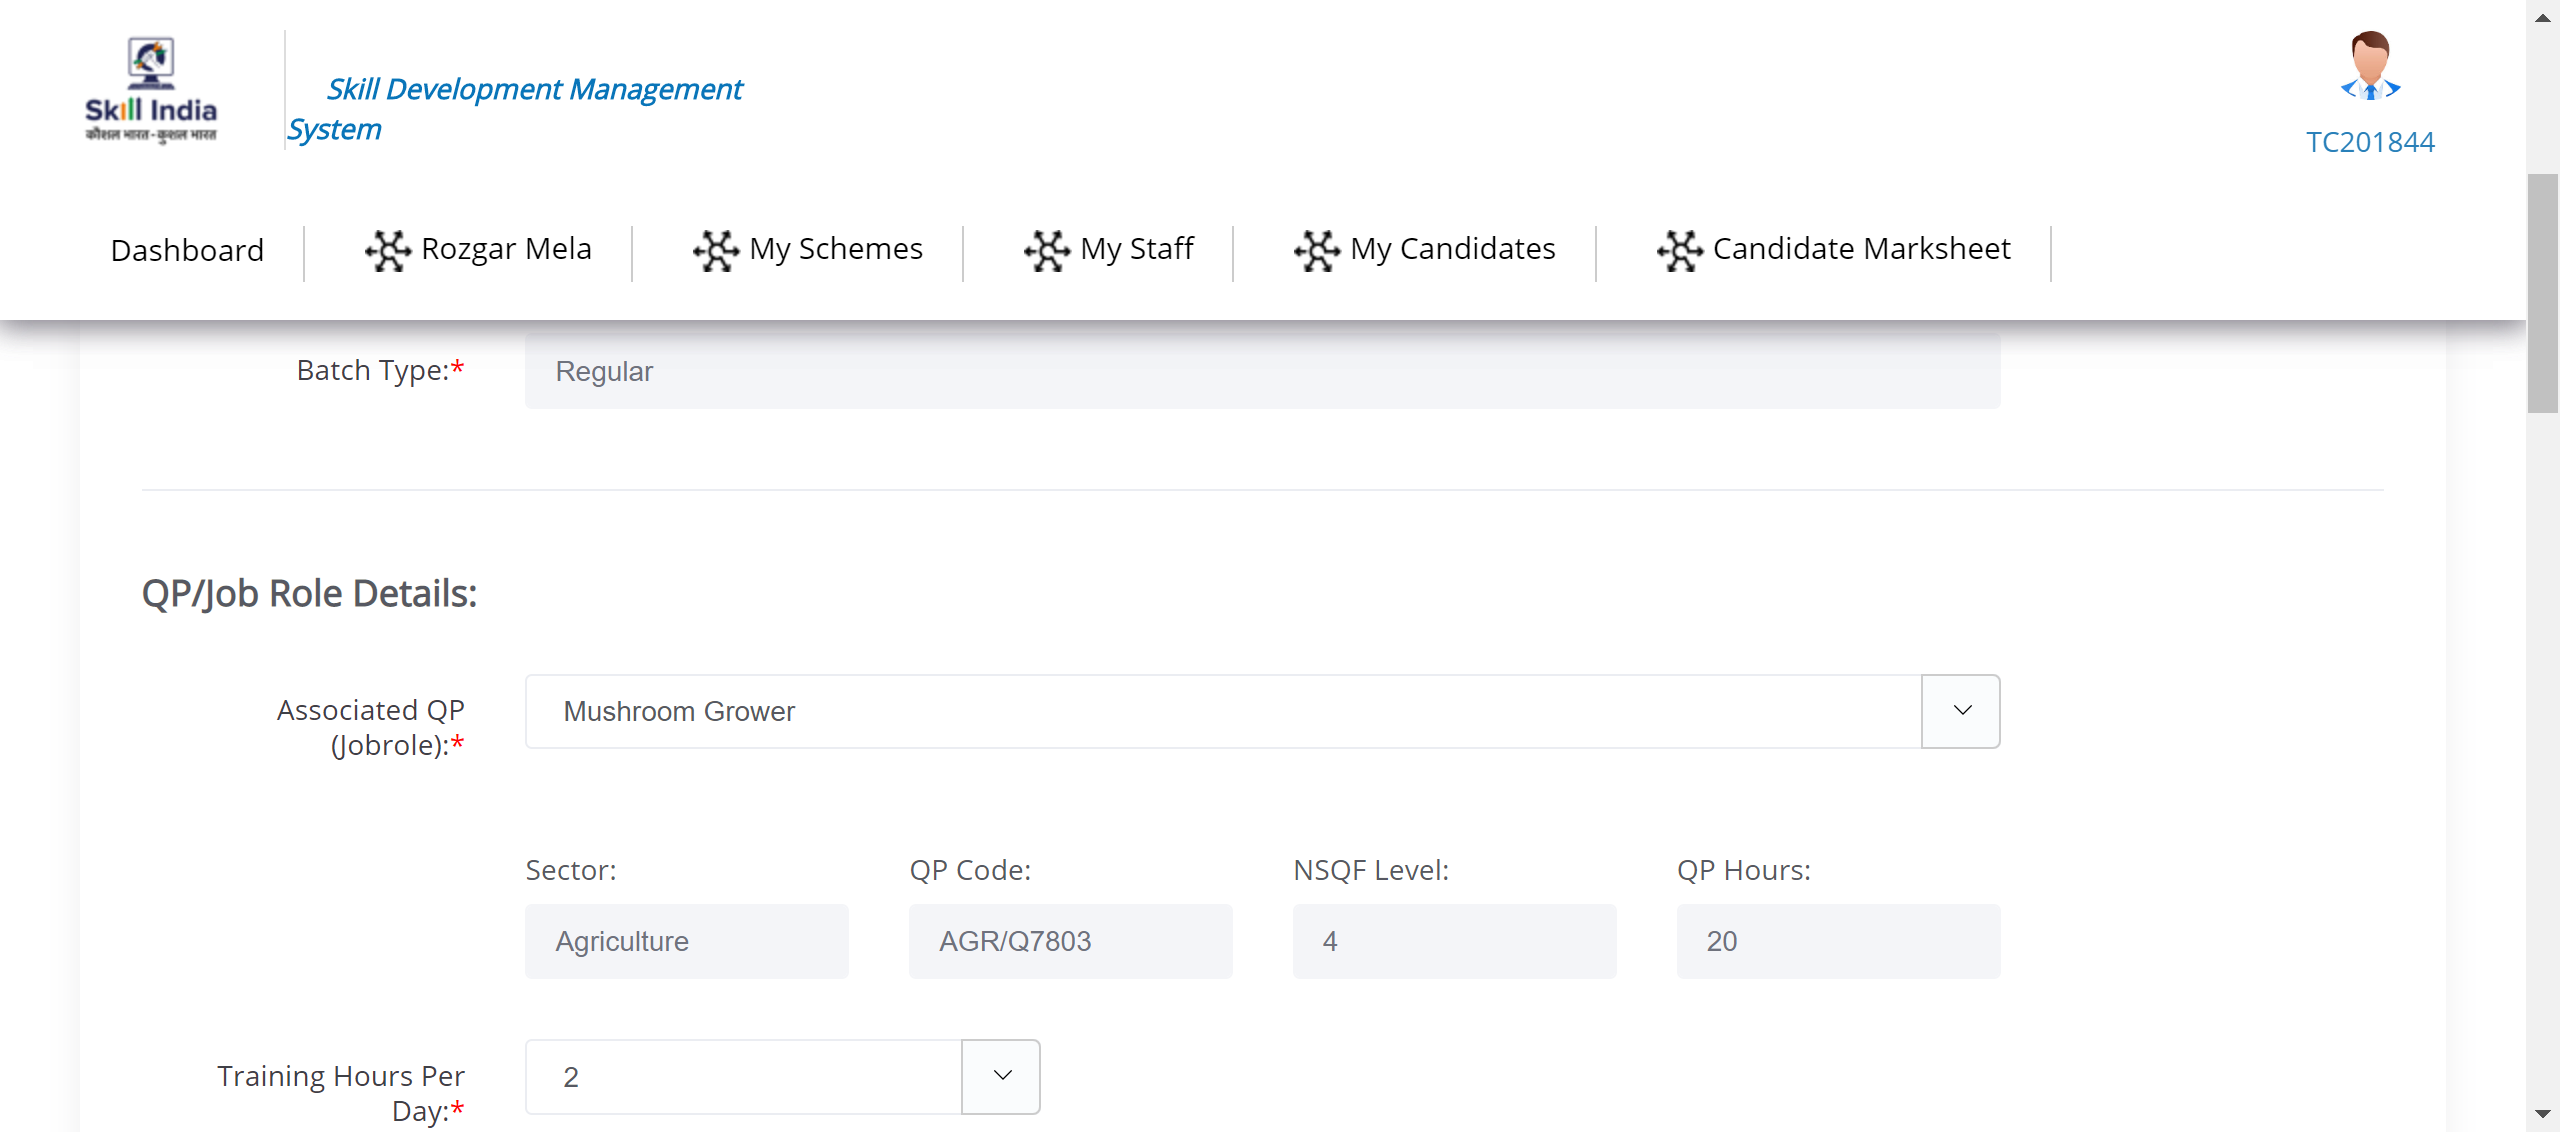 Skill India
कौशल भारत-कुशल भारत
Skill Development Management
System
TC201844
Dashboard
Rozgar Mela
My Schemes
My Staff
My Candidates
Candidate Marksheet
Batch Type:*
Regular
QP/Job Role Details:
Associated QP
(Jobrole):*
Mushroom Grower
Sector:
QP Code:
NSQF Level:
QP Hours:
Agriculture
AGR/Q7803
4
20
Training Hours Per
Day:*
2